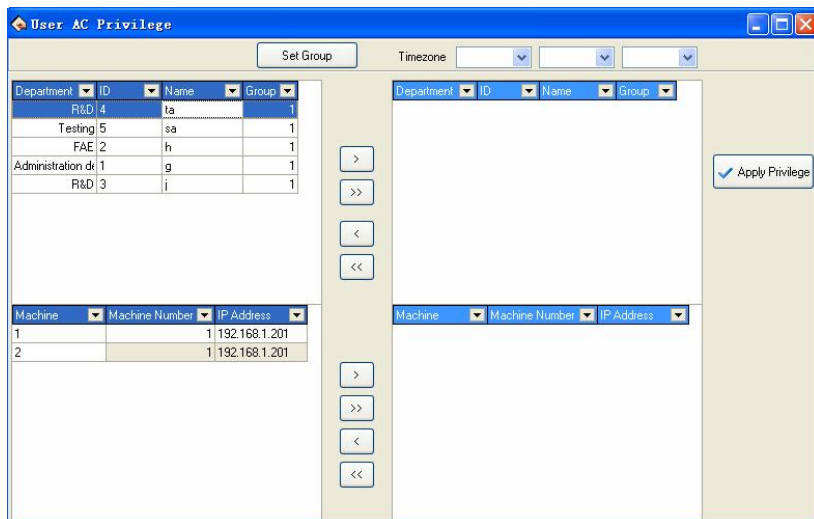 User AC Privilege
Set Group Timezone
Department ID Name Group
R&D 4 ta 1
Testing 5 sa 1
FAE 2 h 1
Administration de 1 g 1
R&D 3 j 1
Department ID Name Group
>
>>
<
<<
Apply Privilege
Machine Machine Number IP Address
1 1 192.168.1.201
2 1 192.168.1.201
Machine Machine Number IP Address
>
>>
<
<<